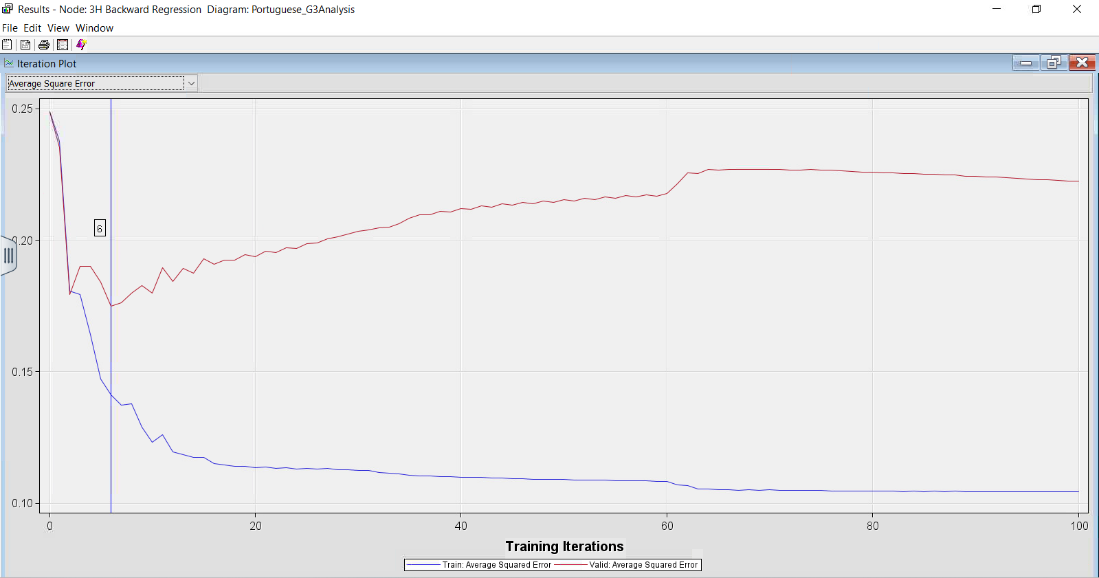 Results - Node: 3H Backward Regression Diagram: Portuguese_G3Analysis
File Edit View Window
Iteration Plot
Average Square Error
0.25
0.20
0.15
0.10
6
0 20 40 60 80 100
Training Iterations
Train: Average Squared Error Valid: Average Squared Error